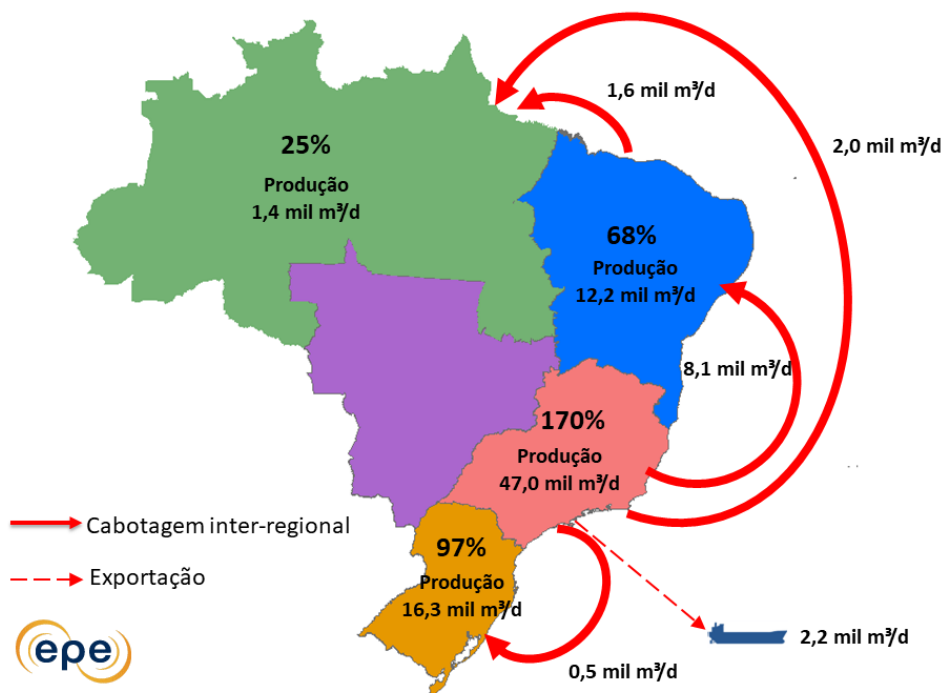 1,6 mil m³/d
2,0 mil m³/d
25%
Produção
1,4 mil m³/d
68%
Produção
12,2 mil m³/d
8,1 mil m³/d
170%
Produção
47,0 mil m³/d
Cabotagem inter-regional
Exportação
97%
Produção
16,3 mil m³/d
0,5 mil m³/d
2,2 mil m³/d
epe